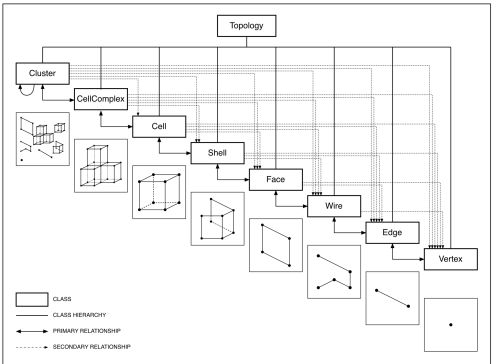 Topology
Cluster
CellComplex
Cell
Shell
Face
Wire
Edge
Vertex
CLASS
CLASS HIERARCHY
PRIMARY RELATIONSHIP
SECONDARY RELATIONSHIP